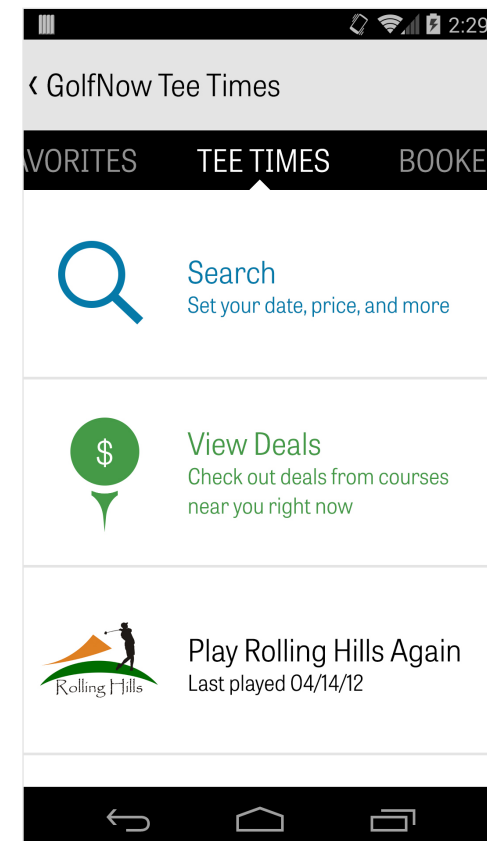 2:29
‹ GolfNow Tee Times
AVORITES TEE TIMES BOOKE
Search
Set your date, price, and more
$
View Deals
Check out deals from courses
near you right now
Rolling Hills
Play Rolling Hills Again
Last played 04/14/12